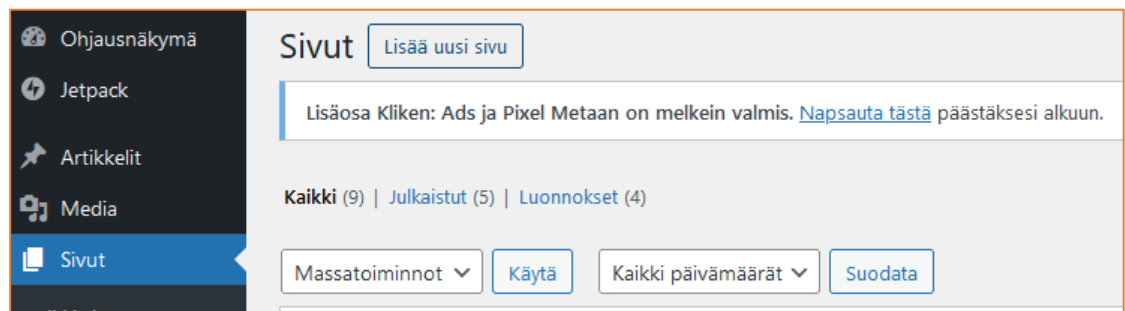 Ohjausnäkymä
Jetpack
Artikkelit
Media
Sivut
Sivut Lisää uusi sivu
Lisäosa Kliken: Ads ja Pixel Metaan on melkein valmis. Napsauta tästä päästäksesi alkuun.
Kaikki (9) | Julkaistut (5) | Luonnokset (4)
Massatoiminnot Käytä Kaikki päivämäärät Suodata